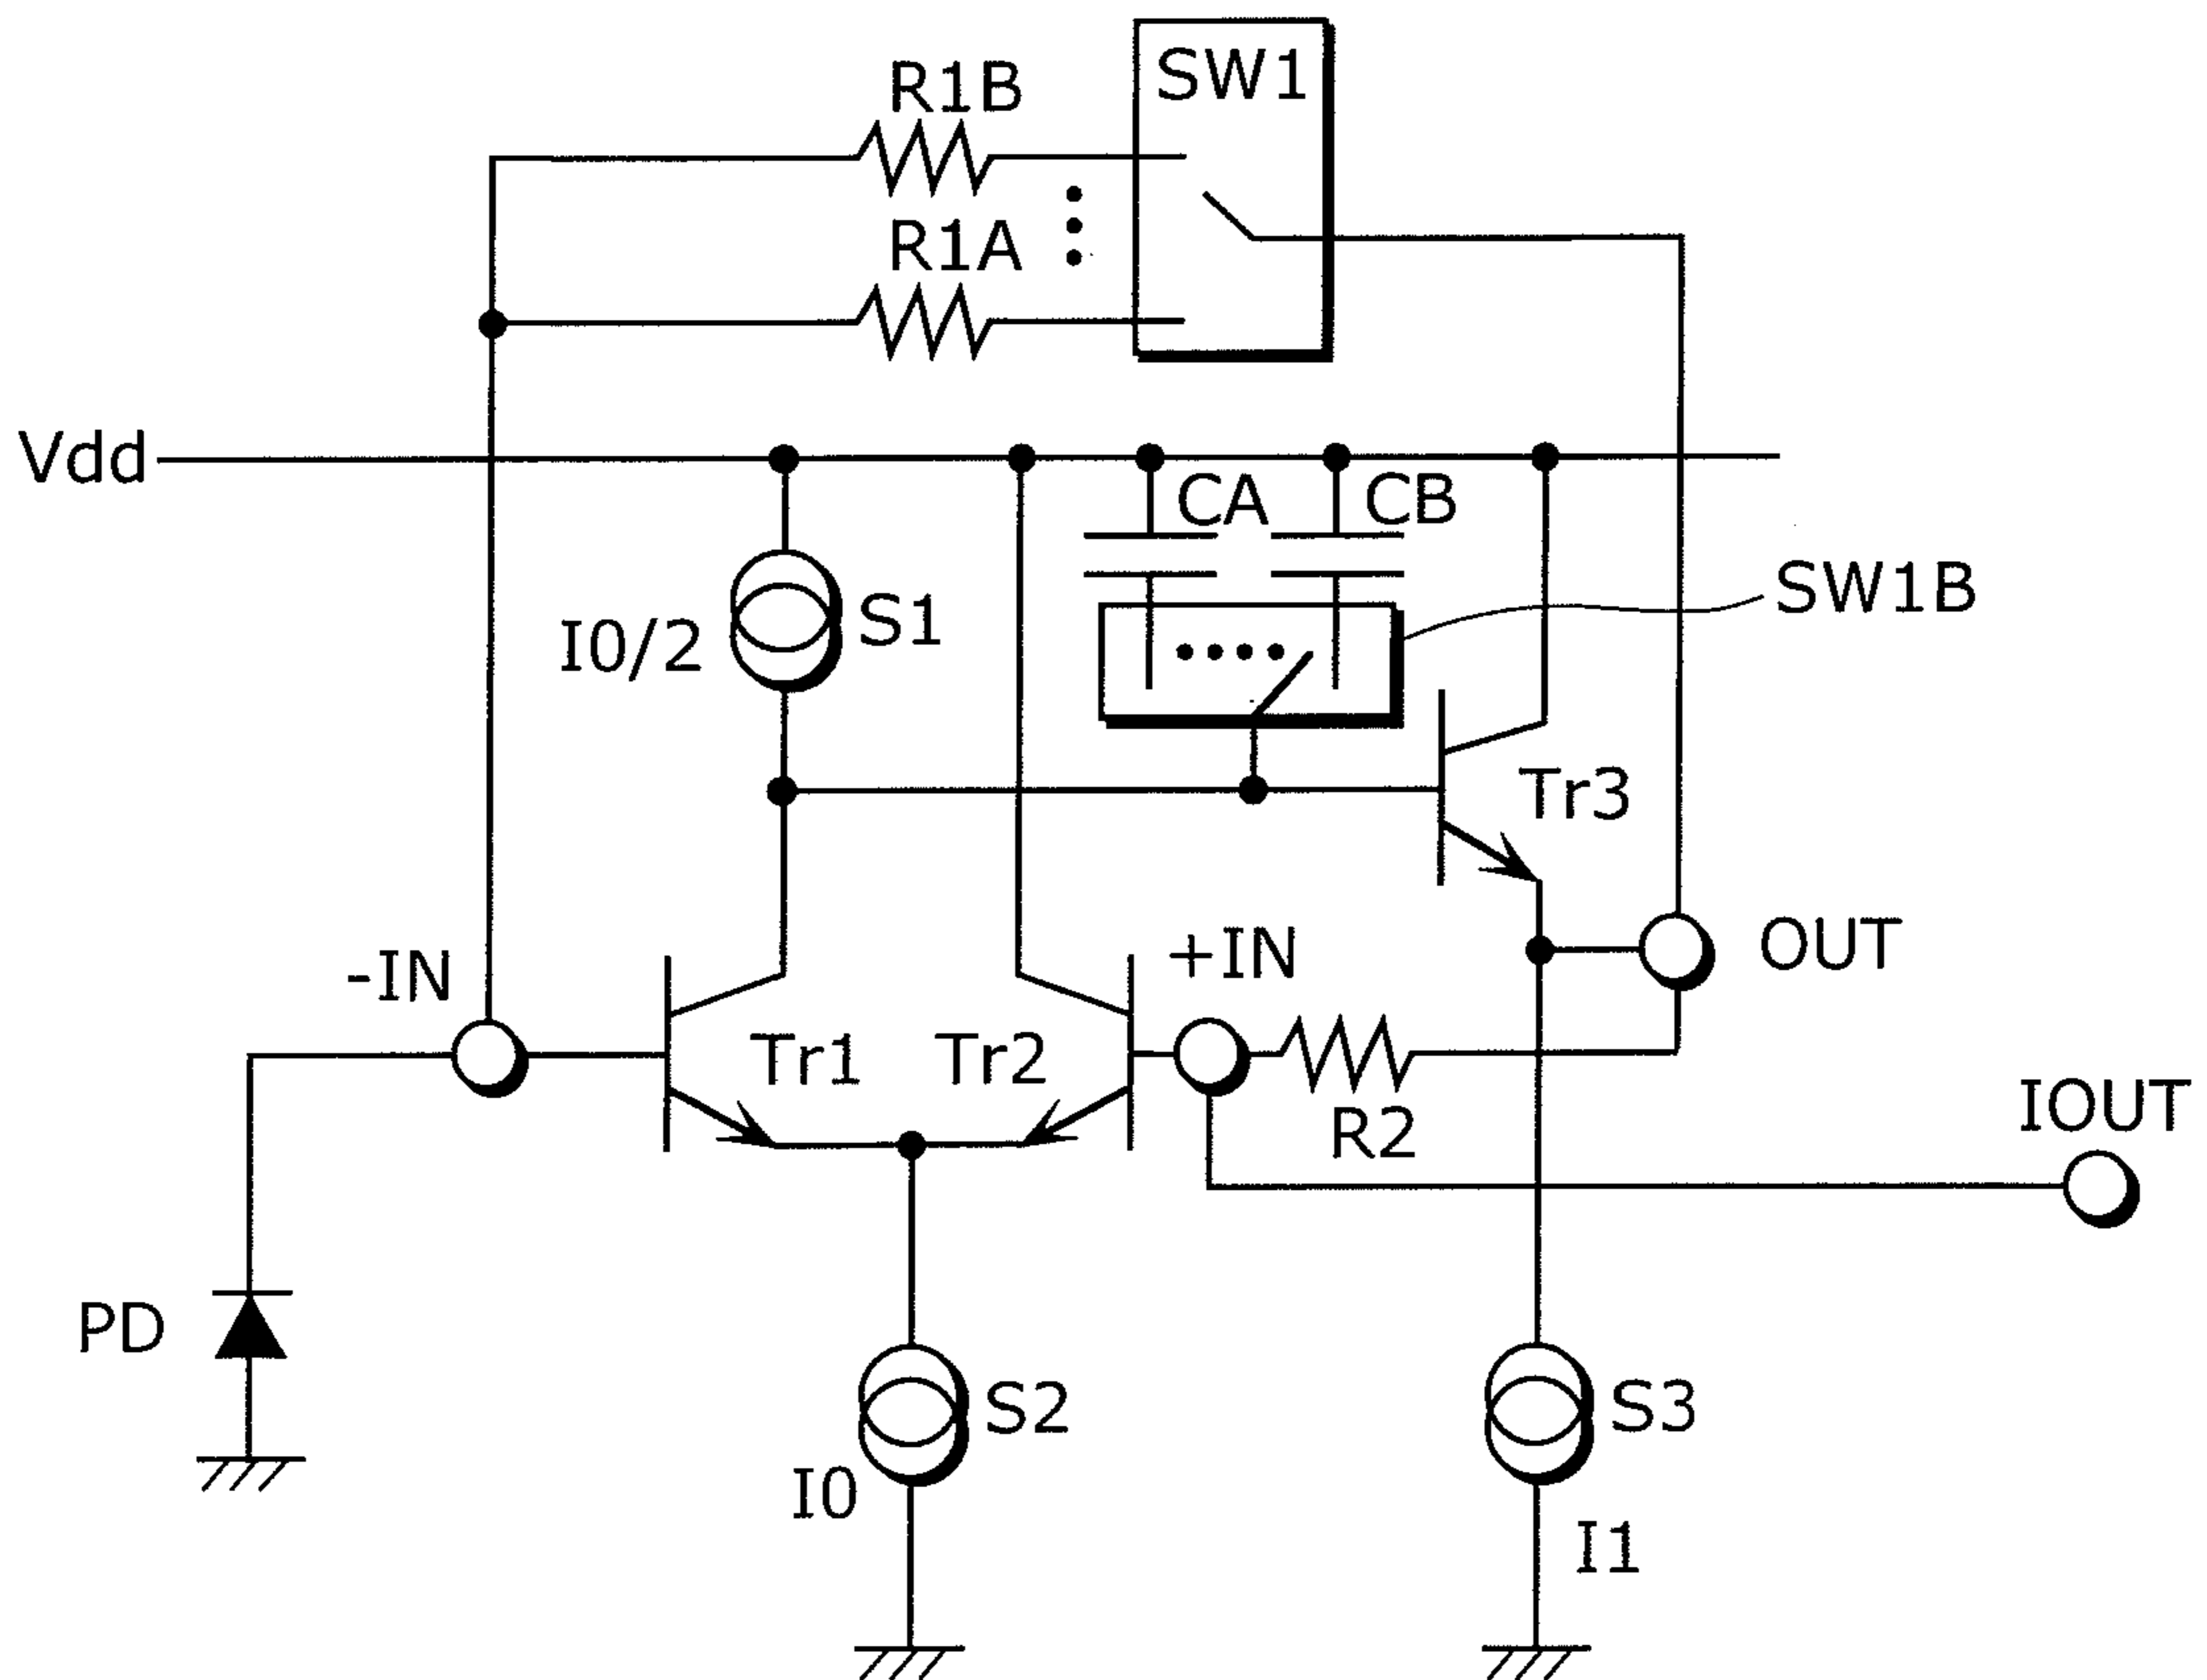 SW1
R1B
R1A
Vdd
CA
CB
SW1B
S1
I0/2
Tr3
-IN
+IN
OUT
Tr1
Tr2
R2
IOUT
PD
S2
S3
I0
I1